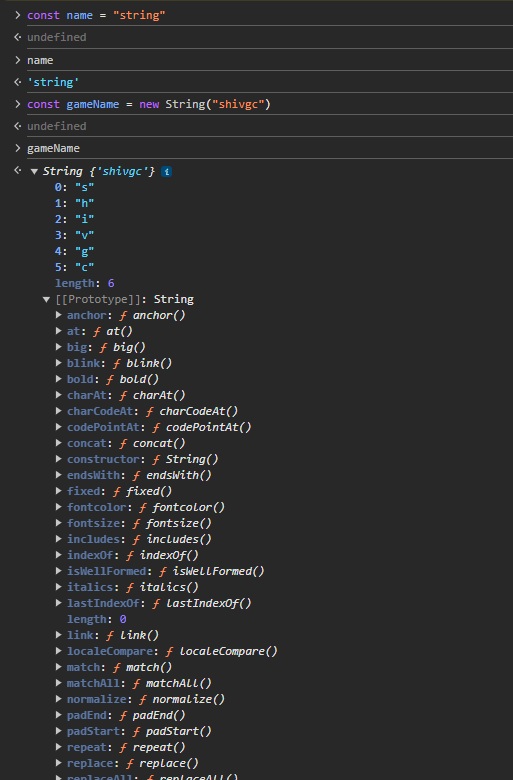 const name = "string"
undefined
name
'string'
const gameName = new String("shivgc")
undefined
gameName
String {'shivgc'} i
0: "s"
1: "h"
2: "i"
3: "v"
4: "g"
5: "c"
length: 6
[[Prototype]]: String
anchor: ƒ anchor()
at: ƒ at()
big: ƒ big()
blink: ƒ blink()
bold: ƒ bold()
charAt: ƒ charAt()
charCodeAt: ƒ charCodeAt()
codePointAt: ƒ codePointAt()
concat: ƒ concat()
constructor: ƒ String()
endsWith: ƒ endsWith()
fixed: ƒ fixed()
fontcolor: ƒ fontcolor()
fontsize: ƒ fontsize()
includes: ƒ includes()
indexOf: ƒ indexOf()
isWellFormed: ƒ isWellFormed()
italics: ƒ italics()
lastIndexOf: ƒ lastIndexOf()
length: 0
link: ƒ link()
localeCompare: ƒ localeCompare()
match: ƒ match()
matchAll: ƒ matchAll()
normalize: ƒ normalize()
padEnd: ƒ padEnd()
padStart: ƒ padStart()
repeat: ƒ repeat()
replace: ƒ replace()
replaceAll: ƒ replaceAll()